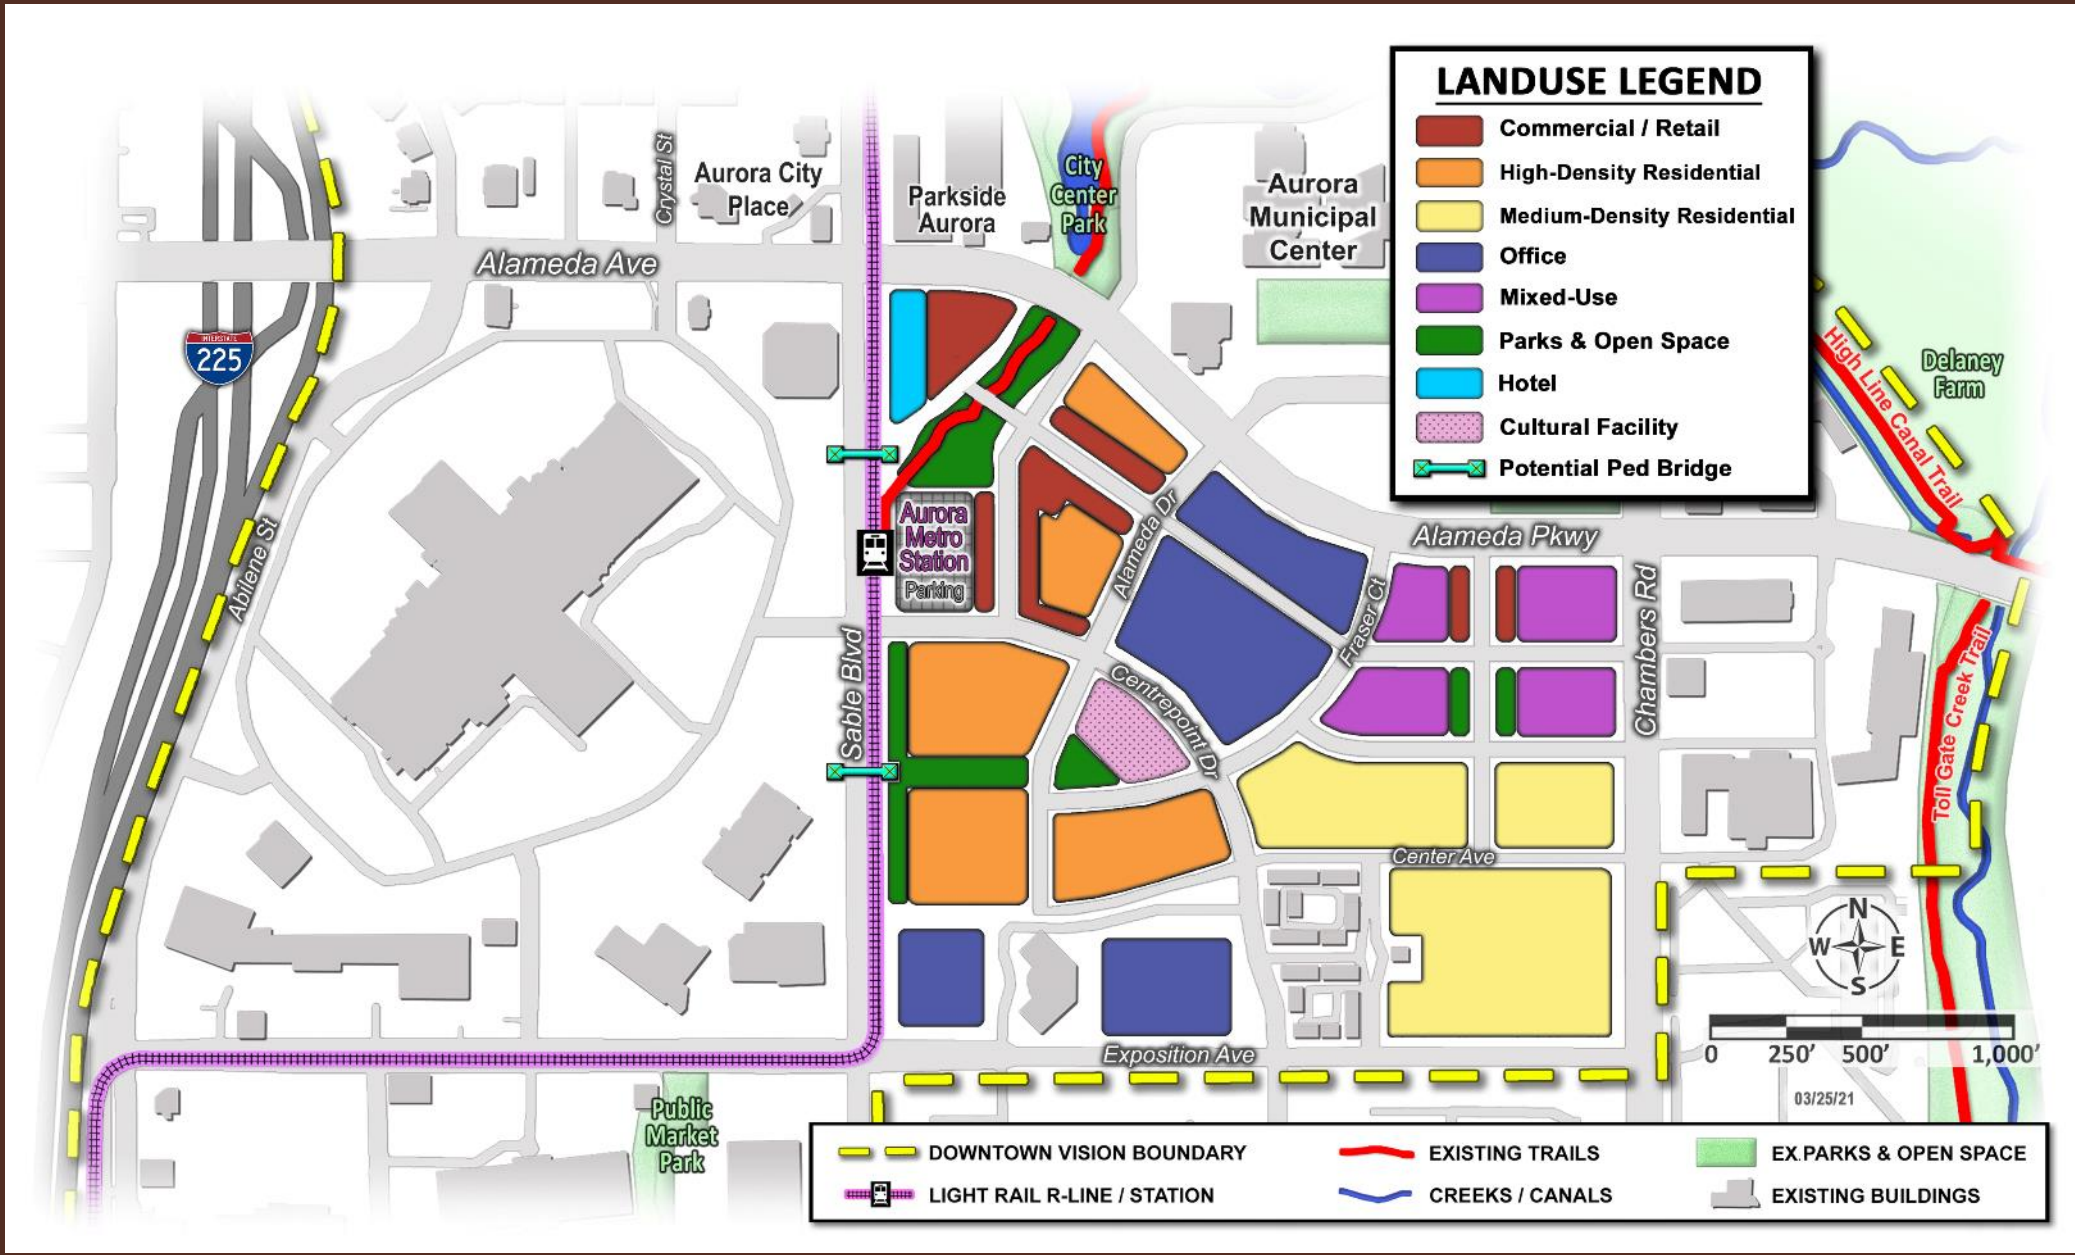 LANDUSE LEGEND
Commercial / Retail
High-Density Residential
Medium-Density Residential
Office
Mixed-Use
Parks & Open Space
Hotel
Cultural Facility
Potential Ped Bridge
Crystal St
Aurora City
Place
Parkside
Aurora
City
Center
Park
Aurora
Municipal
Center
Alameda Ave
INTERSTATE
225
High Line Canal Trail
Delaney
Farm
Abilene St
Aurora
Metro
Station
Parking
Alameda Dr
Alameda Pkwy
Fraser Ct
Chambers Rd
Sable Blvd
Centrepoint Dr
Toll Gate Creek Trail
Center Ave
N
W
E
S
0
250'
500'
1,000'
Exposition Ave
03/25/21
Public
Market
Park
DOWNTOWN VISION BOUNDARY
EXISTING TRAILS
EX.PARKS & OPEN SPACE
LIGHT RAIL R-LINE / STATION
CREEKS / CANALS
EXISTING BUILDINGS